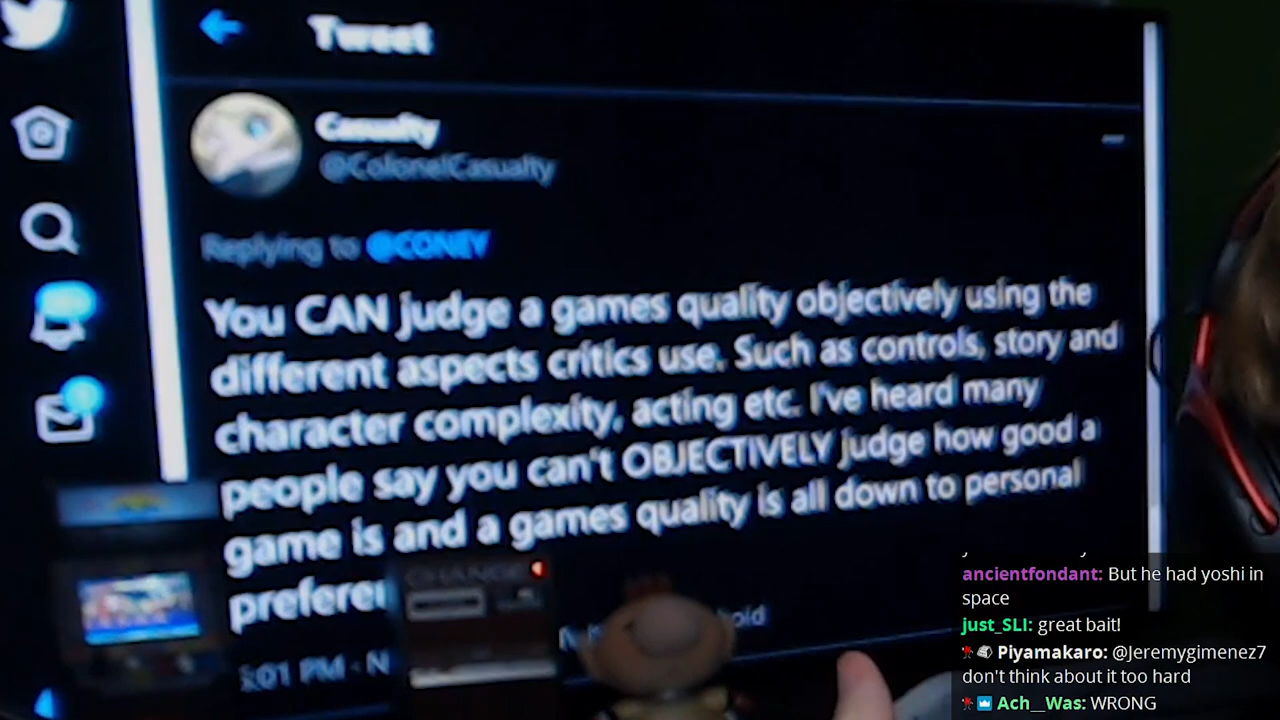 Tweet
Casualty
@ColonelCasualty
Replying to @CONEY
You CAN judge a games quality objectively using the
different aspects critics use. Such as controls, story and
character complexity, acting etc. I've heard many
people say you can't OBJECTIVELY judge how good a
game is and a games quality is all down to personal
CHANGE
ancientfondant: But he had yoshi in
space
just_SLI: great bait!
Piyamakaro: @Jeremygimenez7
don't think about it too hard
Ach__Was: WRONG